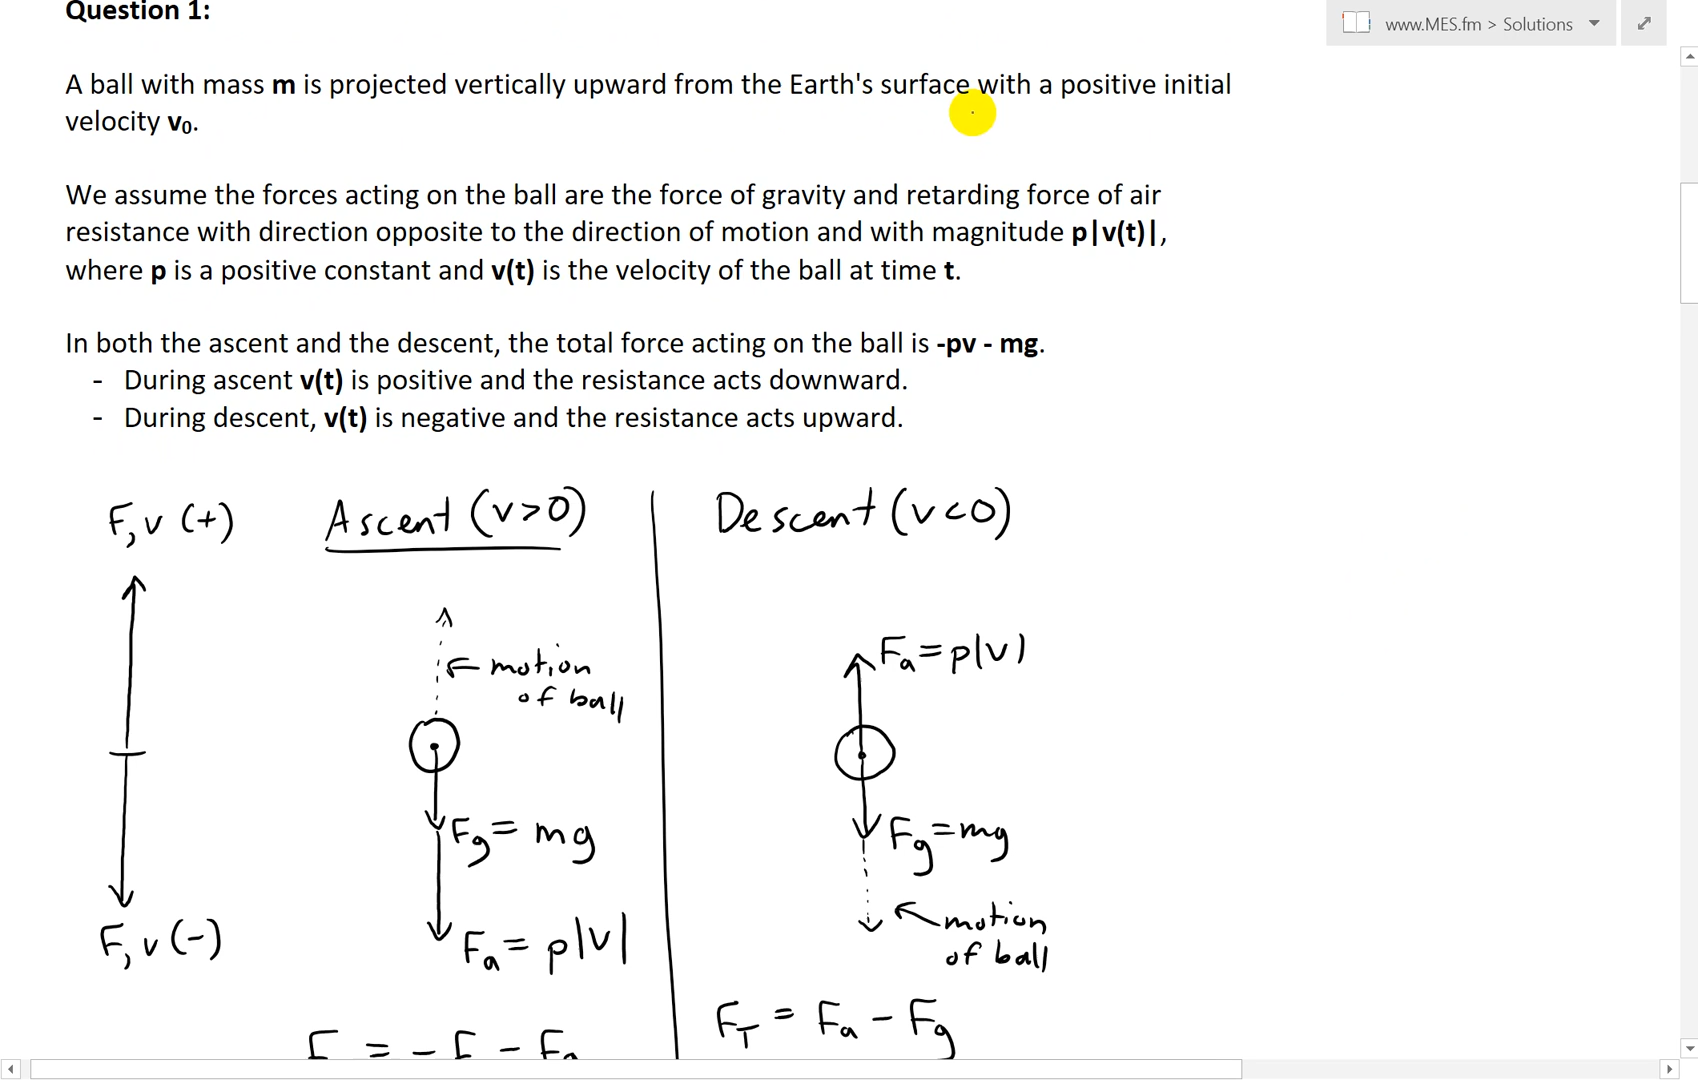 Question 1:
www.MES.fm > Solutions
A ball with mass m is projected vertically upward from the Earth's surface with a positive initial
velocity v₀.
We assume the forces acting on the ball are the force of gravity and retarding force of air
resistance with direction opposite to the direction of motion and with magnitude p|v(t)|,
where p is a positive constant and v(t) is the velocity of the ball at time t.
In both the ascent and the descent, the total force acting on the ball is -pv - mg.
- During ascent v(t) is positive and the resistance acts downward.
- During descent, v(t) is negative and the resistance acts upward.
F, v (+)
Ascent (v>0)
Descent (v<0)
motion
of ball
Fa = p|v|
Fg = mg
Fg = mg
motion
of ball
F, v (-)
Fa = p|v|
F_T = Fa - Fg